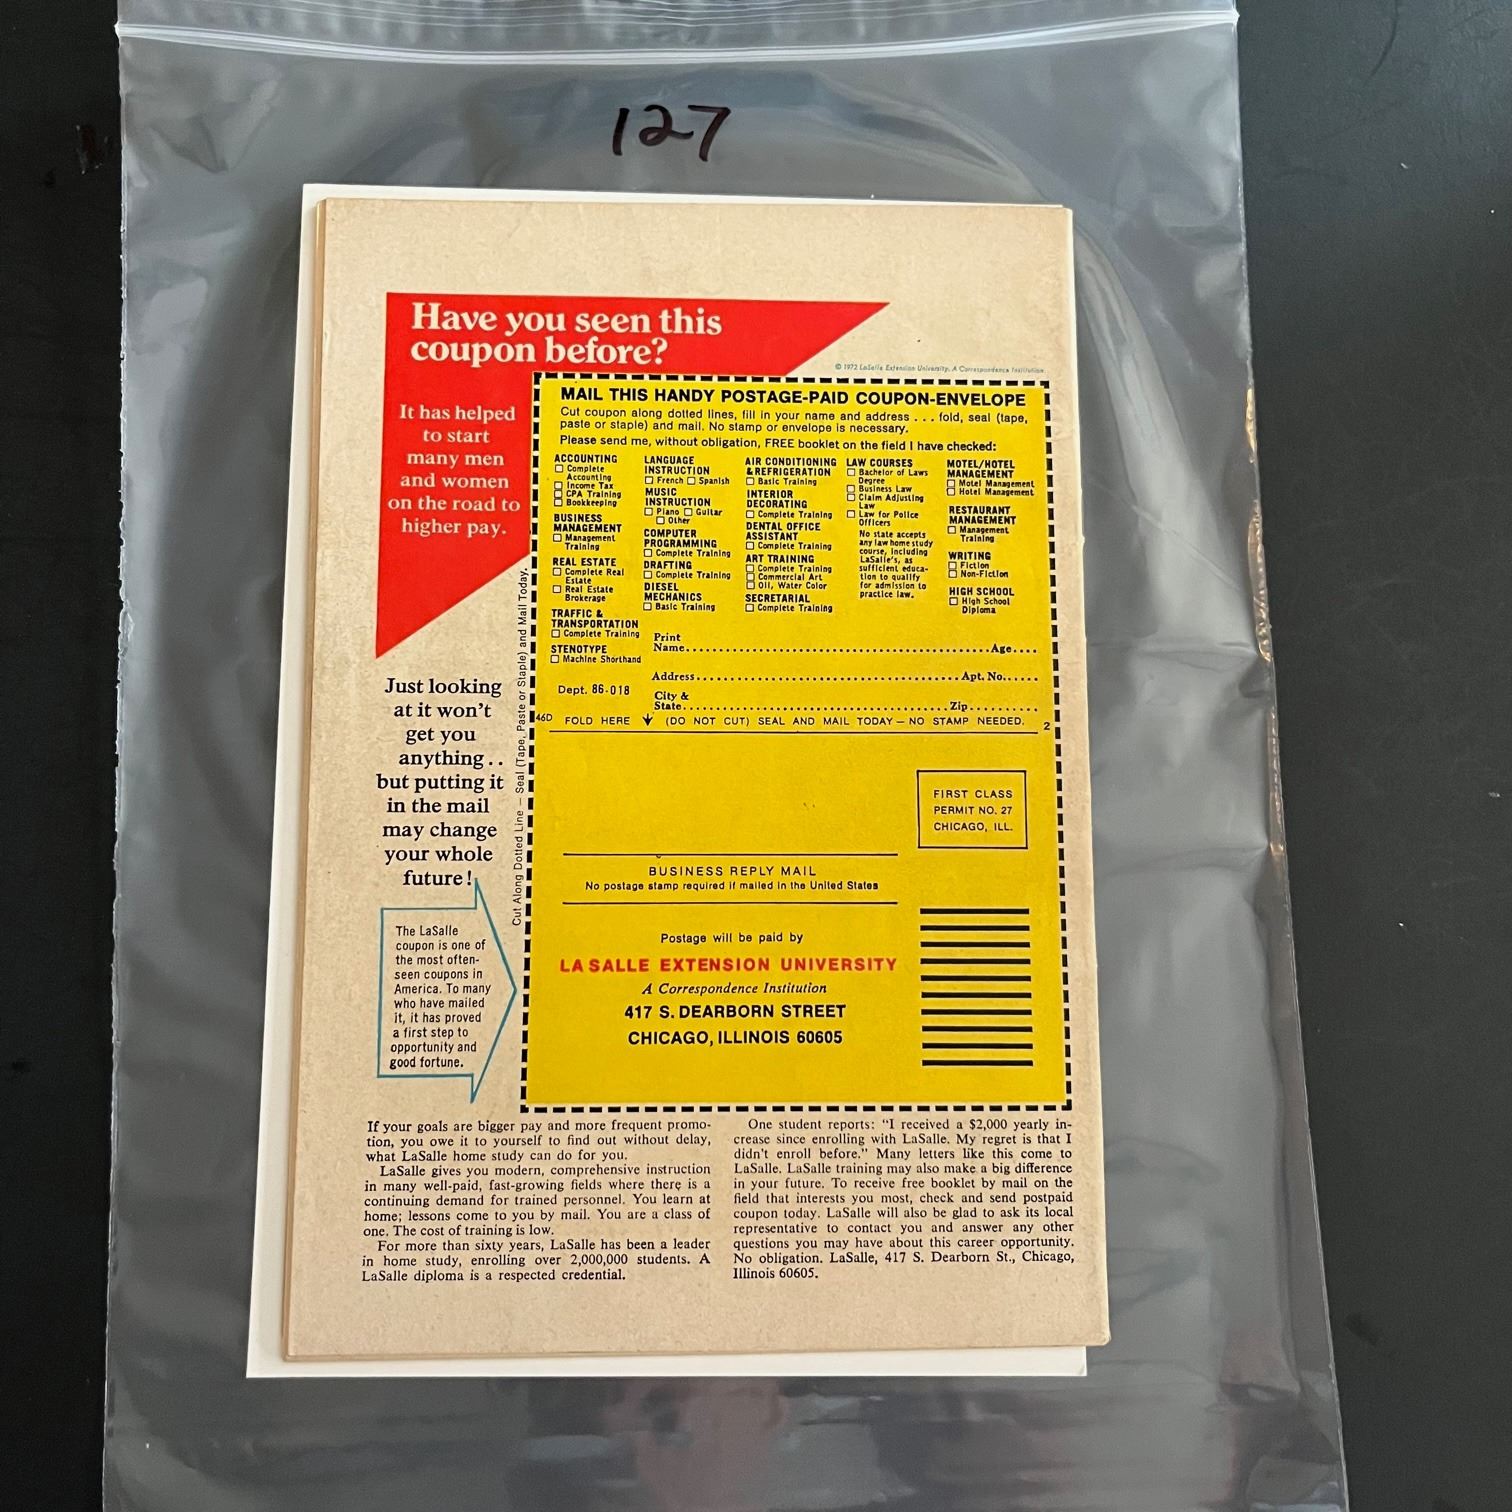 127
Have you seen this
coupon before?
© 1972 LaSalle Extension University, A Correspondence Institution
It has helped
to start
many men
and women
on the road to
higher pay.
Just looking
at it won't
get you
anything . .
but putting it
in the mail
may change
your whole
future!
The LaSalle
coupon is one of
the most often-
seen coupons in
America. To many
who have mailed
it, it has proved
a first step to
opportunity and
good fortune.
Cut Along Dotted Line — Seal (Tape, Paste or Staple) and Mail Today.
MAIL THIS HANDY POSTAGE-PAID COUPON-ENVELOPE
Cut coupon along dotted lines, fill in your name and address . . . fold, seal (tape,
paste or staple) and mail. No stamp or envelope is necessary.
Please send me, without obligation, FREE booklet on the field I have checked:
ACCOUNTING
Complete
Accounting
Income Tax
CPA Training
Bookkeeping
BUSINESS
MANAGEMENT
Management
Training
REAL ESTATE
Complete Real
Estate
Real Estate
Brokerage
TRAFFIC &
TRANSPORTATION
Complete Training
STENOTYPE
Machine Shorthand
LANGUAGE
INSTRUCTION
French Spanish
MUSIC
INSTRUCTION
Piano Guitar
Other
COMPUTER
PROGRAMMING
Complete Training
DRAFTING
Complete Training
DIESEL
MECHANICS
Basic Training
AIR CONDITIONING
& REFRIGERATION
Basic Training
INTERIOR
DECORATING
Complete Training
DENTAL OFFICE
ASSISTANT
Complete Training
ART TRAINING
Complete Training
Commercial Art
Oil, Water Color
SECRETARIAL
Complete Training
LAW COURSES
Bachelor of Laws
Degree
Business Law
Claim Adjusting
Law
Law for Police
Officers
No state accepts
any law home study
course, including
LaSalle's, as
sufficient educa-
tion to qualify
for admission to
practice law.
MOTEL/HOTEL
MANAGEMENT
Motel Management
Hotel Management
RESTAURANT
MANAGEMENT
Management
Training
WRITING
Fiction
Non-Fiction
HIGH SCHOOL
High School
Diploma
Print
Name Age
Address Apt. No.
Dept. 86-018
City &
State Zip
46D FOLD HERE (DO NOT CUT) SEAL AND MAIL TODAY — NO STAMP NEEDED. 2
FIRST CLASS
PERMIT NO. 27
CHICAGO, ILL.
BUSINESS REPLY MAIL
No postage stamp required if mailed in the United States
Postage will be paid by
LA SALLE EXTENSION UNIVERSITY
A Correspondence Institution
417 S. DEARBORN STREET
CHICAGO, ILLINOIS 60605
If your goals are bigger pay and more frequent promo-
tion, you owe it to yourself to find out without delay,
what LaSalle home study can do for you.
LaSalle gives you modern, comprehensive instruction
in many well-paid, fast-growing fields where there is a
continuing demand for trained personnel. You learn at
home; lessons come to you by mail. You are a class of
one. The cost of training is low.
For more than sixty years, LaSalle has been a leader
in home study, enrolling over 2,000,000 students. A
LaSalle diploma is a respected credential.
One student reports: "I received a $2,000 yearly in-
crease since enrolling with LaSalle. My regret is that I
didn't enroll before." Many letters like this come to
LaSalle. LaSalle training may also make a big difference
in your future. To receive free booklet by mail on the
field that interests you most, check and send postpaid
coupon today. LaSalle will also be glad to ask its local
representative to contact you and answer any other
questions you may have about this career opportunity.
No obligation. LaSalle, 417 S. Dearborn St., Chicago,
Illinois 60605.